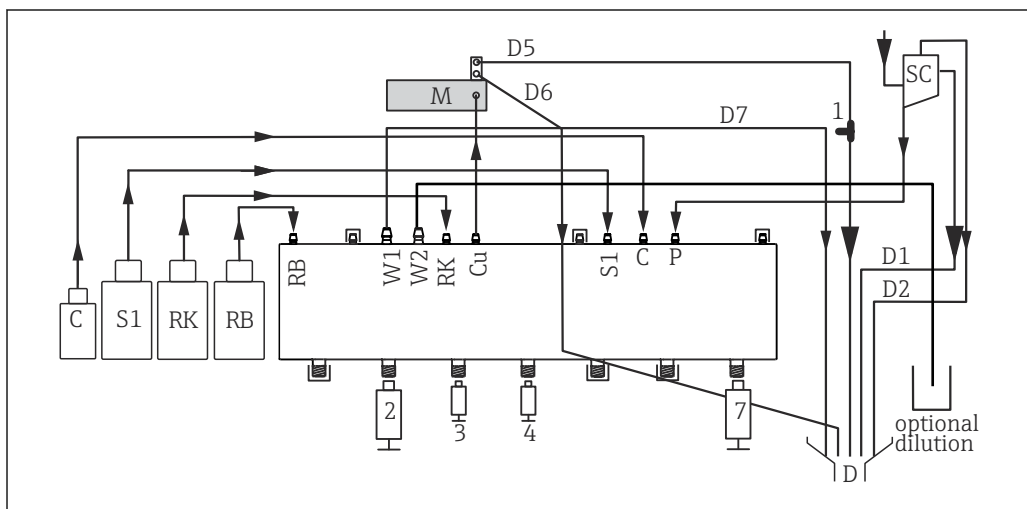 D5
SC
M
D6
1
D7
RB
W1
W2
RK
Cu
S1
C
P
D1
D2
C
S1
RK
RB
2
3
4
7
optional
dilution
D